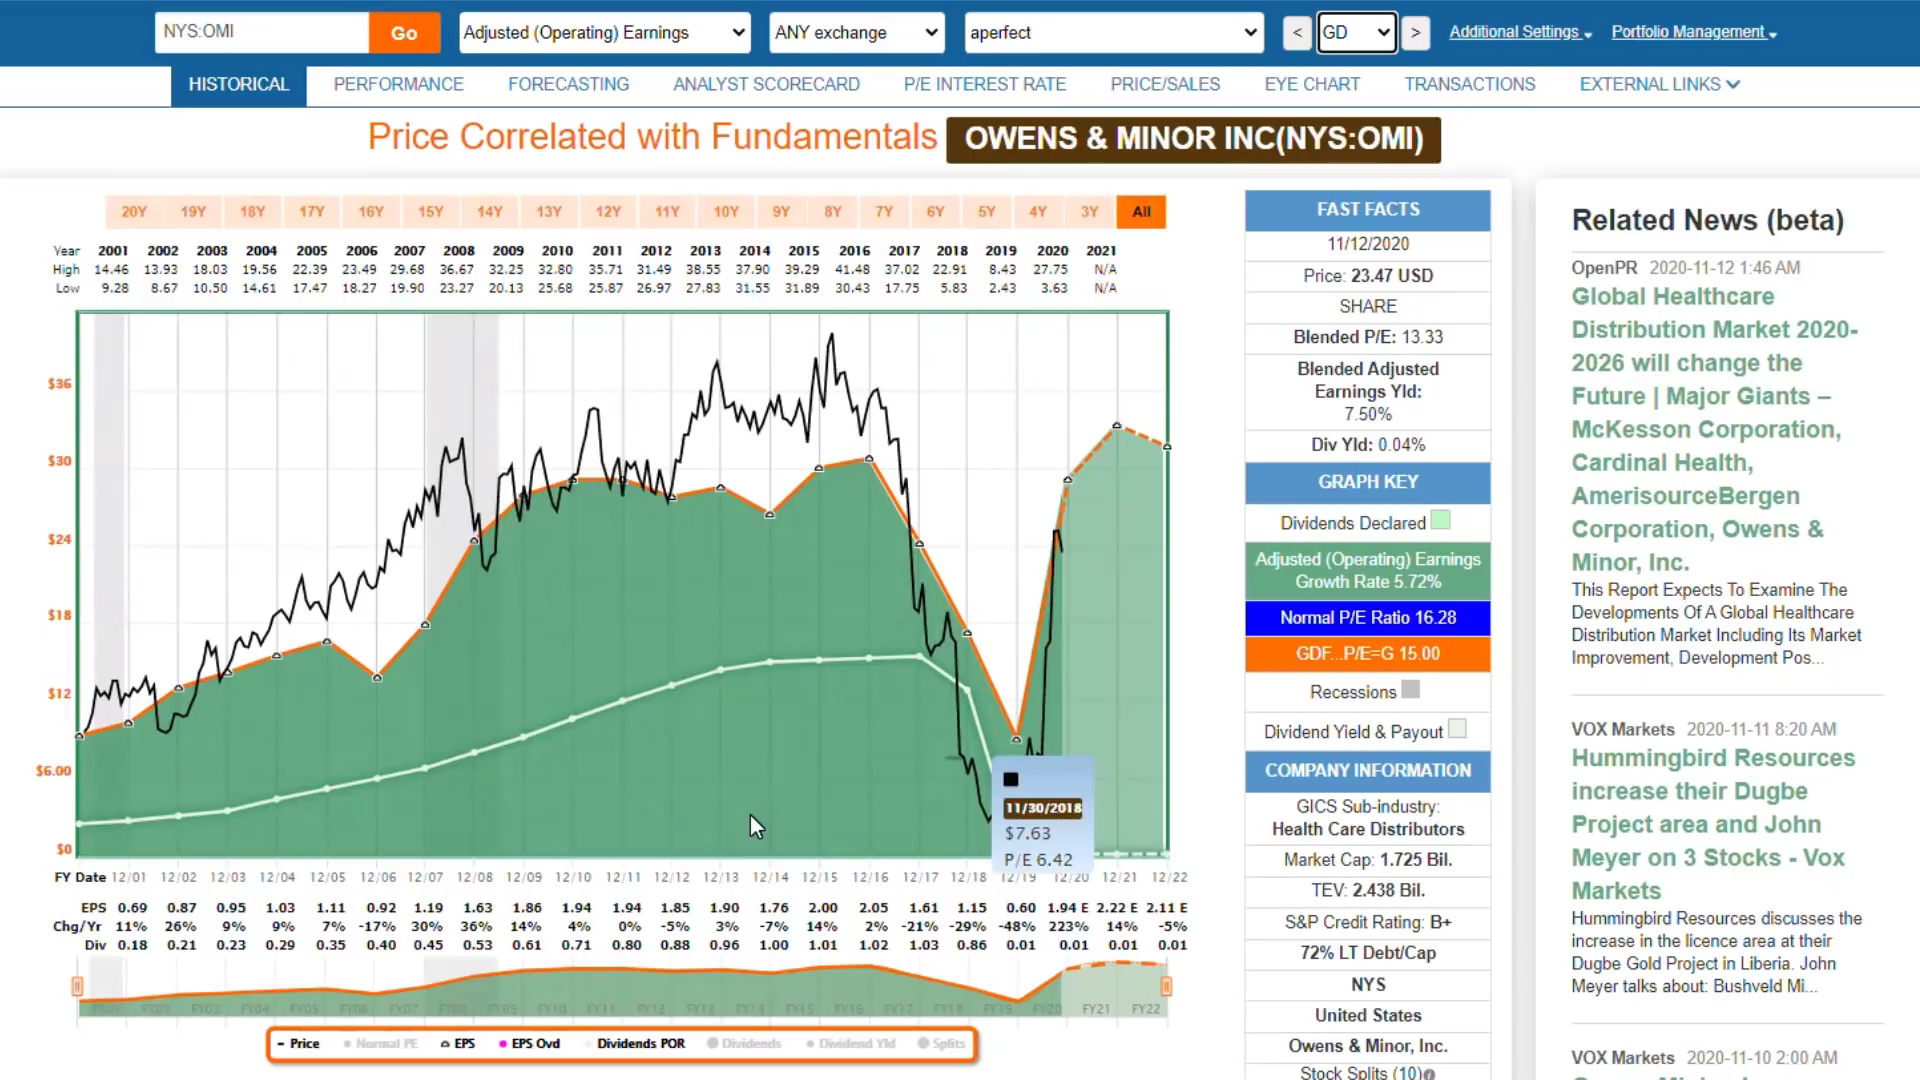 NYS:OMI Go Adjusted (Operating) Earnings ANY exchange aperfect < GD > Additional Settings Portfolio Management
HISTORICAL PERFORMANCE FORECASTING ANALYST SCORECARD P/E INTEREST RATE PRICE/SALES EYE CHART TRANSACTIONS EXTERNAL LINKS
Price Correlated with Fundamentals OWENS & MINOR INC(NYS:OMI)
20Y 19Y 18Y 17Y 16Y 15Y 14Y 13Y 12Y 11Y 10Y 9Y 8Y 7Y 6Y 5Y 4Y 3Y All
Year 2001 2002 2003 2004 2005 2006 2007 2008 2009 2010 2011 2012 2013 2014 2015 2016 2017 2018 2019 2020 2021
High 14.46 13.93 18.03 19.56 22.39 23.49 29.68 36.67 32.25 32.80 35.71 31.49 38.55 37.90 39.29 41.48 37.02 22.91 8.43 27.75 N/A
Low 9.28 8.67 10.50 14.61 17.47 18.27 19.90 23.27 20.13 25.68 25.87 26.97 27.83 31.55 31.89 30.43 17.75 5.83 2.43 3.63 N/A
$36
$30
$24
$18
$12
$6.00
$0
11/30/2018
$7.63
P/E 6.42
FY Date 12/01 12/02 12/03 12/04 12/05 12/06 12/07 12/08 12/09 12/10 12/11 12/12 12/13 12/14 12/15 12/16 12/17 12/18 12/19 12/20 12/21 12/22
EPS 0.69 0.87 0.95 1.03 1.11 0.92 1.19 1.63 1.86 1.94 1.94 1.85 1.90 1.76 2.00 2.05 1.61 1.15 0.60 1.94 E 2.22 E 2.11 E
Chg/Yr 11% 26% 9% 9% 7% -17% 30% 36% 14% 4% 0% -5% 3% -7% 14% 2% -21% -29% -48% 223% 14% -5%
Div 0.18 0.21 0.23 0.29 0.35 0.40 0.45 0.53 0.61 0.71 0.80 0.88 0.96 1.00 1.01 1.02 1.03 0.86 0.01 0.01 0.01 0.01
FY03 FY04 FY05 FY06 FY07 FY08 FY09 FY10 FY11 FY12 FY13 FY14 FY15 FY16 FY17 FY18 FY19 FY20 FY21 FY22
Price Normal PE EPS EPS Ovd Dividends POR Dividends Dividend Yld Splits
FAST FACTS
11/12/2020
Price: 23.47 USD
SHARE
Blended P/E: 13.33
Blended Adjusted
Earnings Yld:
7.50%
Div Yld: 0.04%
GRAPH KEY
Dividends Declared
Adjusted (Operating) Earnings
Growth Rate 5.72%
Normal P/E Ratio 16.28
GDF...P/E=G 15.00
Recessions
Dividend Yield & Payout
COMPANY INFORMATION
GICS Sub-industry:
Health Care Distributors
Market Cap: 1.725 Bil.
TEV: 2.438 Bil.
S&P Credit Rating: B+
72% LT Debt/Cap
NYS
United States
Owens & Minor, Inc.
Stock Splits (10)
Related News (beta)
OpenPR 2020-11-12 1:46 AM
Global Healthcare
Distribution Market 2020-
2026 will change the
Future | Major Giants –
McKesson Corporation,
Cardinal Health,
AmerisourceBergen
Corporation, Owens &
Minor, Inc.
This Report Expects To Examine The
Developments Of A Global Healthcare
Distribution Market Including Its Market
Improvement, Development Pos...
VOX Markets 2020-11-11 8:20 AM
Hummingbird Resources
increase their Dugbe
Project area and John
Meyer on 3 Stocks - Vox
Markets
Hummingbird Resources discusses the
increase in the licence area at their
Dugbe Gold Project in Liberia. John
Meyer talks about: Bushveld Mi...
VOX Markets 2020-11-10 2:00 AM